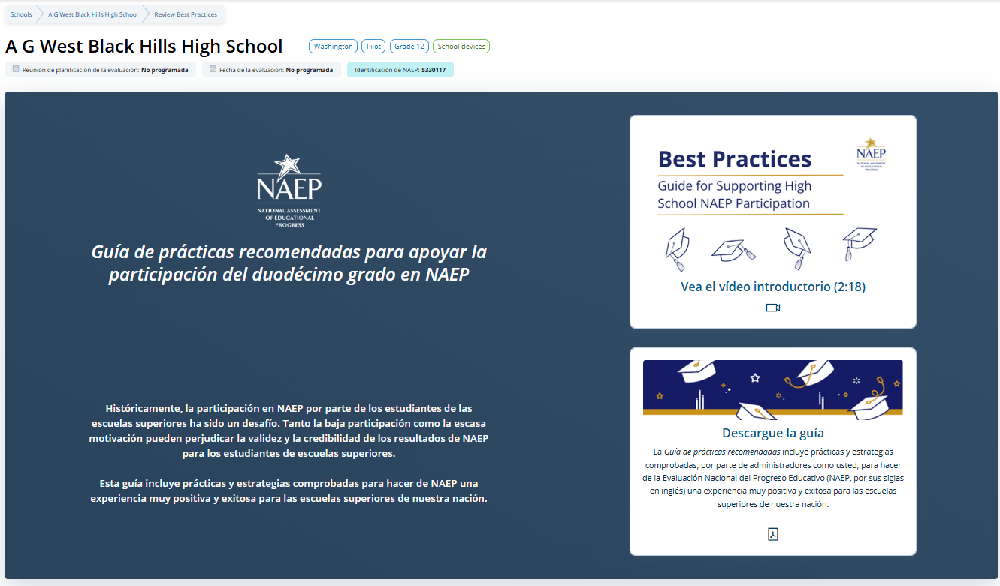 Schools
A G West Black Hills High School
Review Best Practices
A G West Black Hills High School
Washington
Pilot
Grade 12
School devices
Reunión de planificación de la evaluación: No programada
Fecha de la evaluación: No programada
Identificación de NAEP: 5330117
NAEP
NATIONAL ASSESSMENT
OF EDUCATIONAL
PROGRESS
Guía de prácticas recomendadas para apoyar la
participación del duodécimo grado en NAEP
Históricamente, la participación en NAEP por parte de los estudiantes de las
escuelas superiores ha sido un desafío. Tanto la baja participación como la escasa
motivación pueden perjudicar la validez y la credibilidad de los resultados de NAEP
para los estudiantes de escuelas superiores.
Esta guía incluye prácticas y estrategias comprobadas para hacer de NAEP una
experiencia muy positiva y exitosa para las escuelas superiores de nuestra nación.
Best Practices
Guide for Supporting High
School NAEP Participation
NAEP
NATIONAL ASSESSMENT
OF EDUCATIONAL
PROGRESS
Vea el vídeo introductorio (2:18)
Descargue la guía
La Guía de prácticas recomendadas incluye prácticas y estrategias
comprobadas, por parte de administradores como usted, para hacer
de la Evaluación Nacional del Progreso Educativo (NAEP, por sus siglas
en inglés) una experiencia muy positiva y exitosa para las escuelas
superiores de nuestra nación.